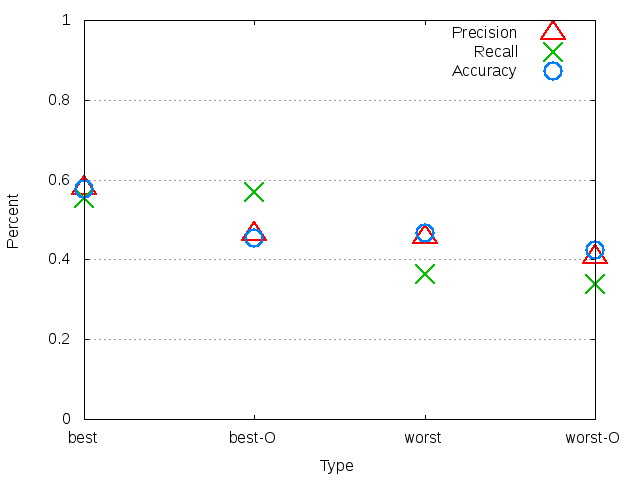 1
Precision
Recall
Accuracy
0.8
0.6
0.4
0.2
0
Percent
best
best-O
worst
worst-O
Type